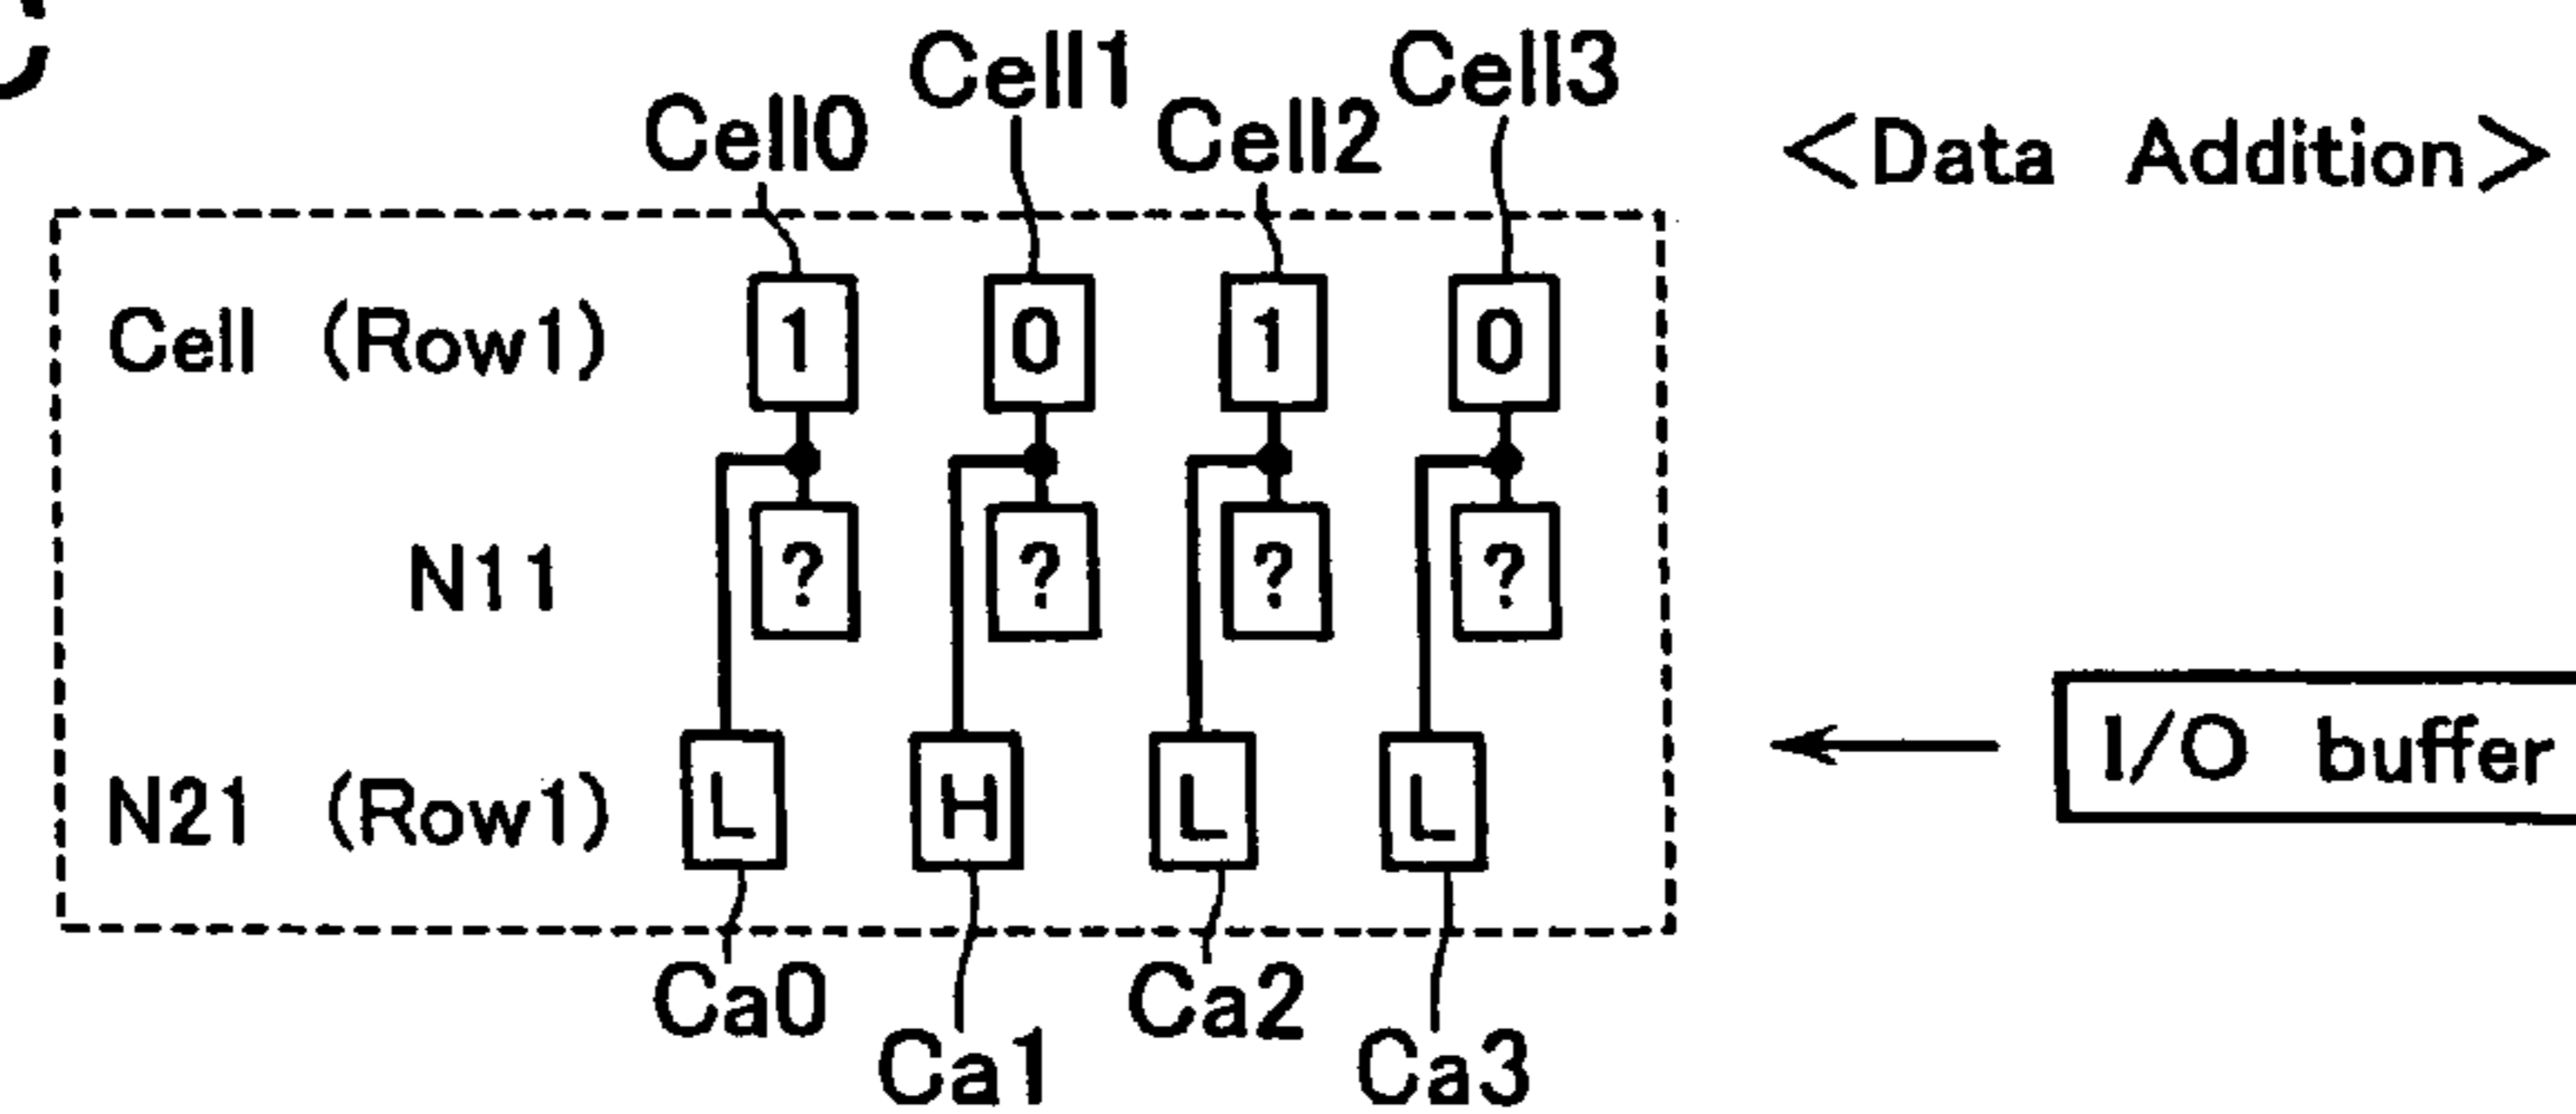 Cell0 Cell1 Cell2 Cell3
<Data Addition>
Cell (Row1) 1 0 1 0
N11 ? ? ? ?
N21 (Row1) L H L L
I/O buffer
Ca0 Ca1 Ca2 Ca3